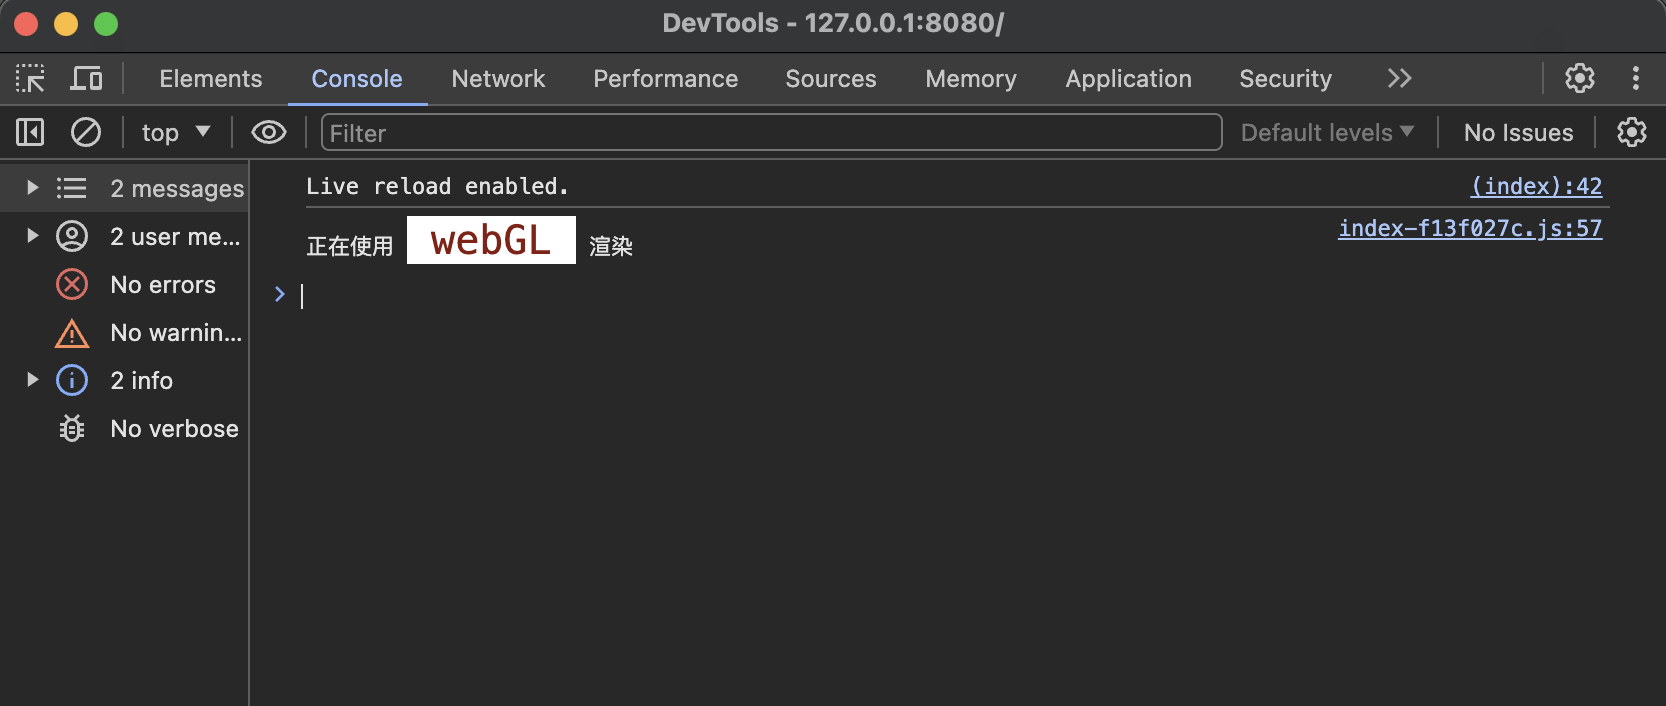 DevTools - 127.0.0.1:8080/
Elements Console Network Performance Sources Memory Application Security
top Filter Default levels No Issues
2 messages
2 user me...
No errors
No warnin...
2 info
No verbose
Live reload enabled. (index):42
正在使用 webGL 渲染 index-f13f027c.js:57